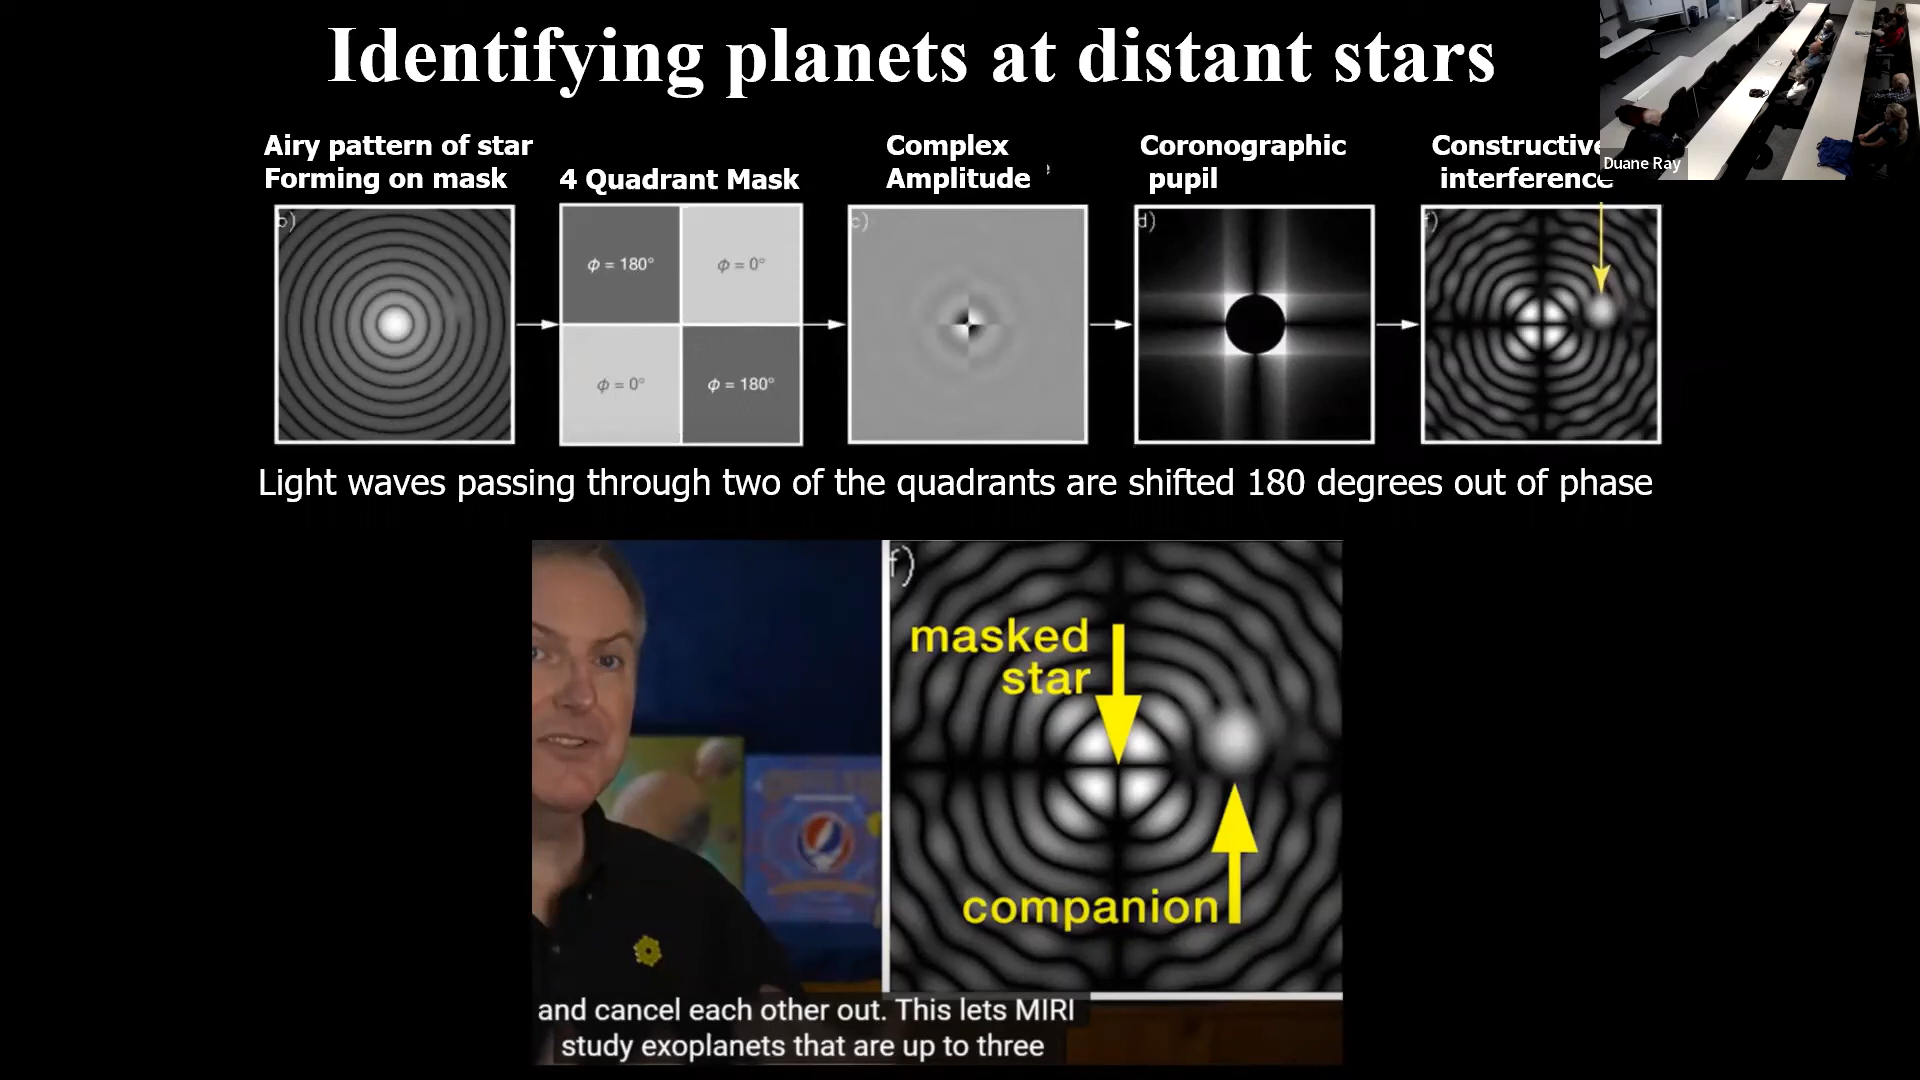 Identifying planets at distant stars
Airy pattern of star
Forming on mask
4 Quadrant Mask
Complex
Amplitude
Coronographic
pupil
Constructive
interference
Duane Ray
b)
ϕ = 180°
ϕ = 0°
ϕ = 0°
ϕ = 180°
c)
d)
f)
Light waves passing through two of the quadrants are shifted 180 degrees out of phase
f)
masked
star
companion
and cancel each other out. This lets MIRI
study exoplanets that are up to three